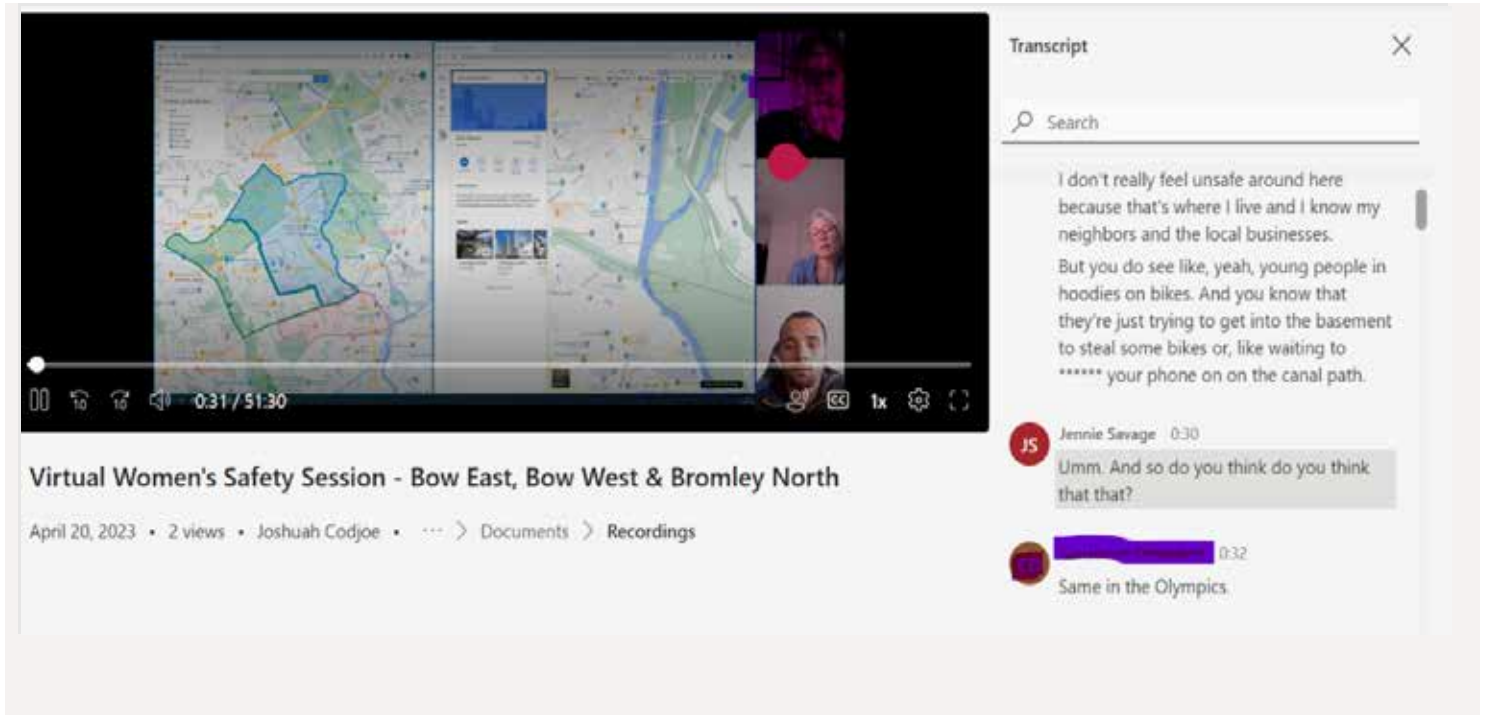 Transcript
Search
I don't really feel unsafe around here
because that's where I live and I know my
neighbors and the local businesses.
But you do see like, yeah, young people in
hoodies on bikes. And you know that
they're just trying to get into the basement
to steal some bikes or, like waiting to
****** your phone on on the canal path.
JS
Jennie Savage 0:30
Umm. And so do you think do you think
that that?
0:32
Same in the Olympics.
10 10 0:31 / 51:30 CC 1x
Virtual Women's Safety Session - Bow East, Bow West & Bromley North
April 20, 2023 • 2 views • Joshuah Codjoe • ··· > Documents > Recordings